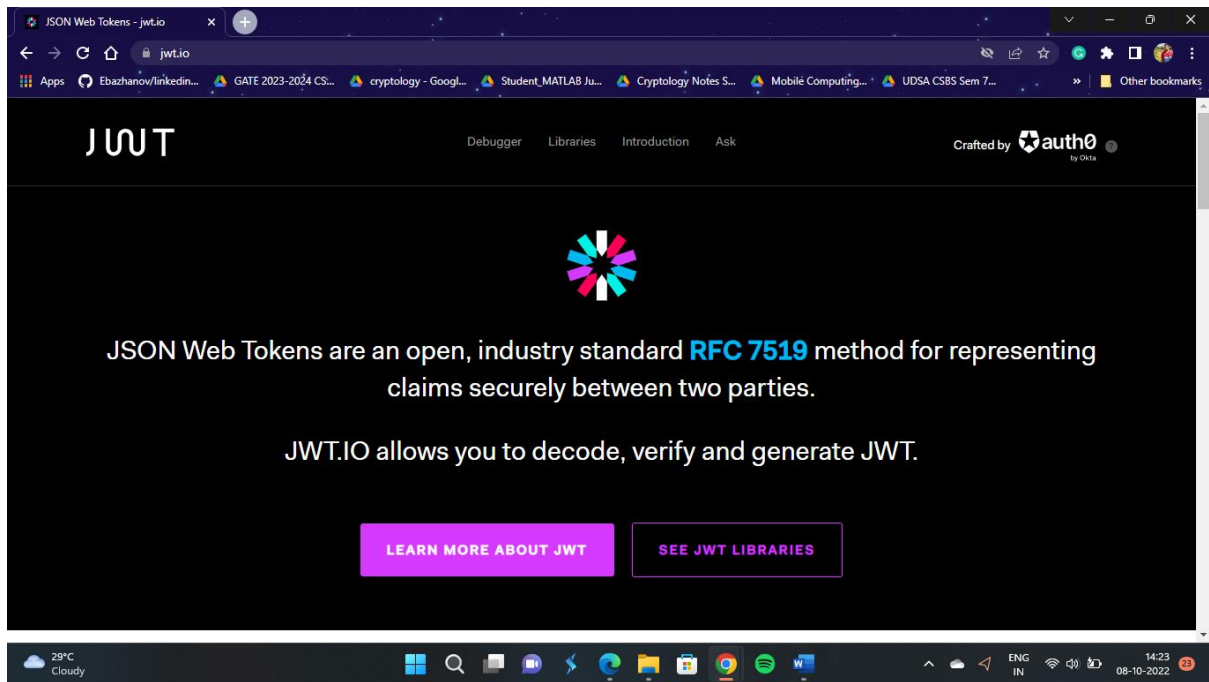 JSON Web Tokens - jwt.io
jwt.io
Apps Ebazhanov/linkedin... GATE 2023-2024 CS:... cryptology - Googl... Student_MATLAB Ju... Cryptology Notes S... Mobile Computing... UDSA CSBS Sem 7... » Other bookmarks
JWT Debugger Libraries Introduction Ask Crafted by auth0
by Okta
JSON Web Tokens are an open, industry standard RFC 7519 method for representing
claims securely between two parties.
JWT.IO allows you to decode, verify and generate JWT.
LEARN MORE ABOUT JWT SEE JWT LIBRARIES
29°C ENG 14:23
Cloudy IN 08-10-2022 23